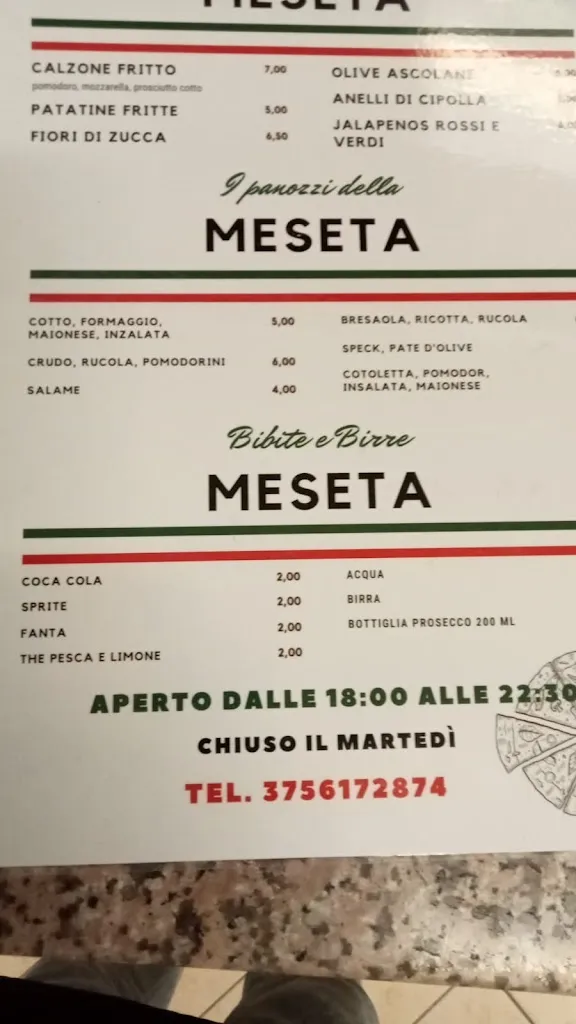 MESETA
CALZONE FRITTO 7,00
pomodoro, mozzarella, prosciutto cotto
PATATINE FRITTE 5,00
FIORI DI ZUCCA 6,50
OLIVE ASCOLANE
ANELLI DI CIPOLLA
JALAPENOS ROSSI E
VERDI
I panozzi della
MESETA
COTTO, FORMAGGIO,
MAIONESE, INZALATA 5,00
CRUDO, RUCOLA, POMODORINI 6,00
SALAME 4,00
BRESAOLA, RICOTTA, RUCOLA
SPECK, PATE D'OLIVE
COTOLETTA, POMODOR,
INSALATA, MAIONESE
Bibite e Birre
MESETA
COCA COLA 2,00
SPRITE 2,00
FANTA 2,00
THE PESCA E LIMONE 2,00
ACQUA
BIRRA
BOTTIGLIA PROSECCO 200 ML
APERTO DALLE 18:00 ALLE 22:30
CHIUSO IL MARTEDÌ
TEL. 3756172874